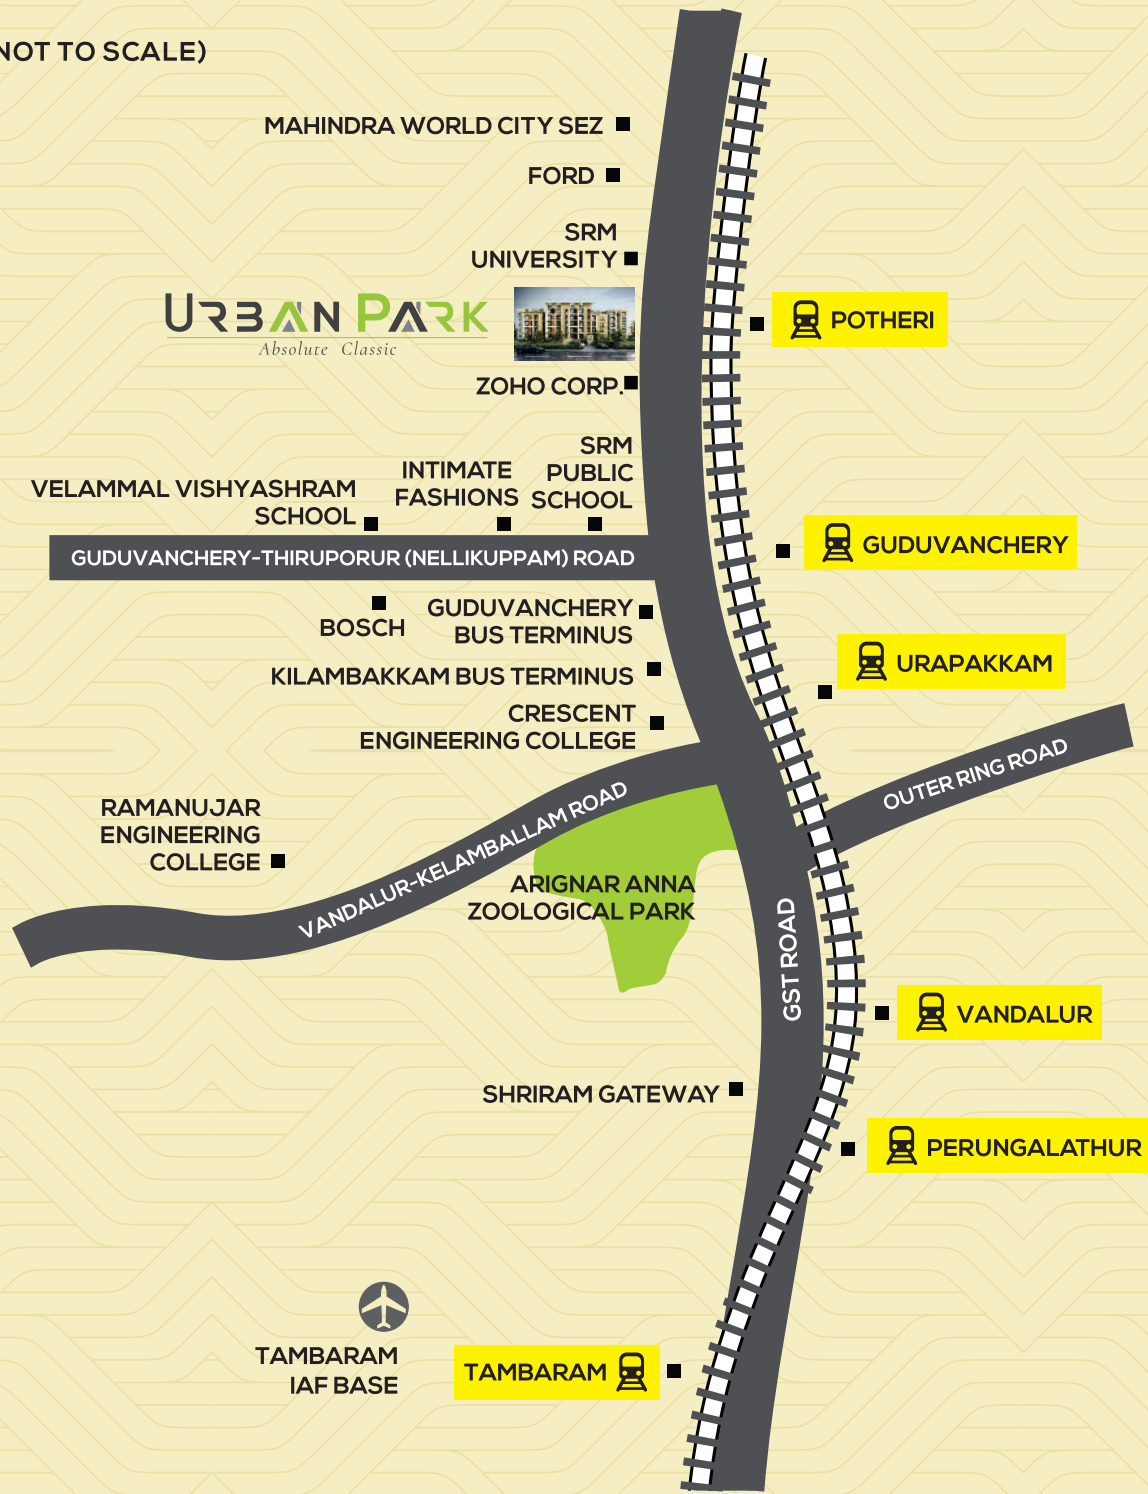 NOT TO SCALE)
MAHINDRA WORLD CITY SEZ
FORD
SRM
UNIVERSITY
URBAN PARK
Absolute Classic
POTHERI
ZOHO CORP.
SRM
PUBLIC
SCHOOL
INTIMATE
FASHIONS
VELAMMAL VISHYASHRAM
SCHOOL
GUDUVANCHERY-THIRUPORUR (NELLIKUPPAM) ROAD
GUDUVANCHERY
BOSCH
GUDUVANCHERY
BUS TERMINUS
URAPAKKAM
KILAMBAKKAM BUS TERMINUS
CRESCENT
ENGINEERING COLLEGE
OUTER RING ROAD
VANDALUR-KELAMBALLAM ROAD
RAMANUJAR
ENGINEERING
COLLEGE
ARIGNAR ANNA
ZOOLOGICAL PARK
GST ROAD
VANDALUR
SHRIRAM GATEWAY
PERUNGALATHUR
TAMBARAM
IAF BASE
TAMBARAM